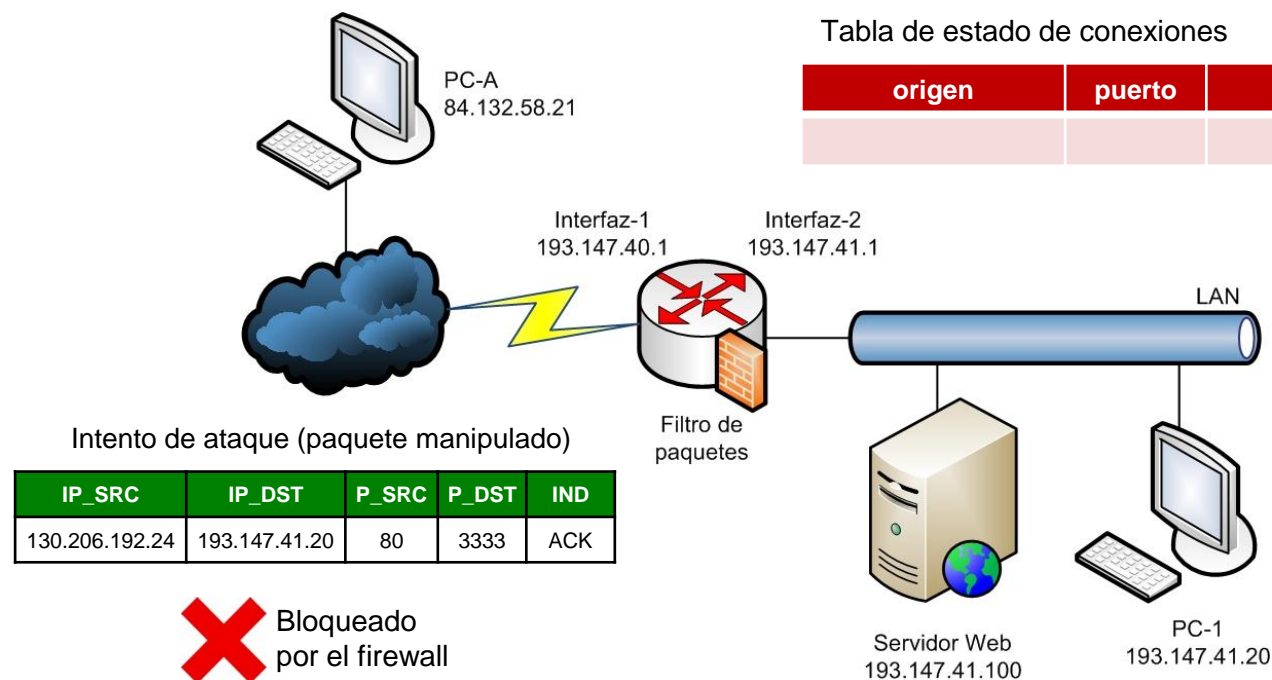 Tabla de estado de conexiones
origen puerto
PC-A
84.132.58.21
Interfaz-1
193.147.40.1
Interfaz-2
193.147.41.1
LAN
Filtro de
paquetes
Intento de ataque (paquete manipulado)
IP_SRC IP_DST P_SRC P_DST IND
130.206.192.24 193.147.41.20 80 3333 ACK
Bloqueado
por el firewall
Servidor Web
193.147.41.100
PC-1
193.147.41.20